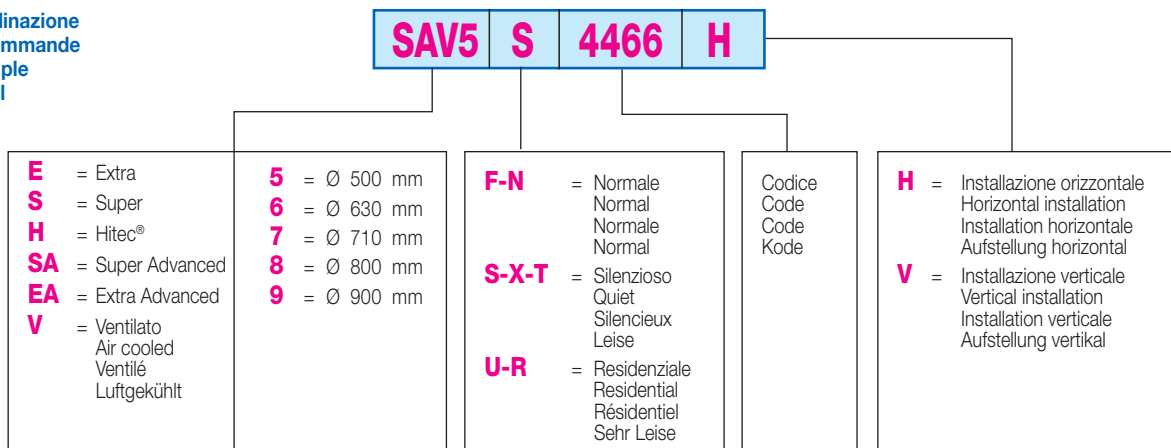 dinazione
mmande
ple
l
SAV5 S 4466 H
E = Extra
S = Super
H = Hitec®
SA = Super Advanced
EA = Extra Advanced
V = Ventilato
Air cooled
Ventilé
Luftgekühlt
5 = Ø 500 mm
6 = Ø 630 mm
7 = Ø 710 mm
8 = Ø 800 mm
9 = Ø 900 mm
F-N = Normale
Normal
Normale
Normal
S-X-T = Silenzioso
Quiet
Silencieux
Leise
U-R = Residenziale
Residential
Résidentiel
Sehr Leise
Codice
Code
Code
Kode
H = Installazione orizzontale
Horizontal installation
Installation horizontale
Aufstellung horizontal
V = Installazione verticale
Vertical installation
Installation verticale
Aufstellung vertikal